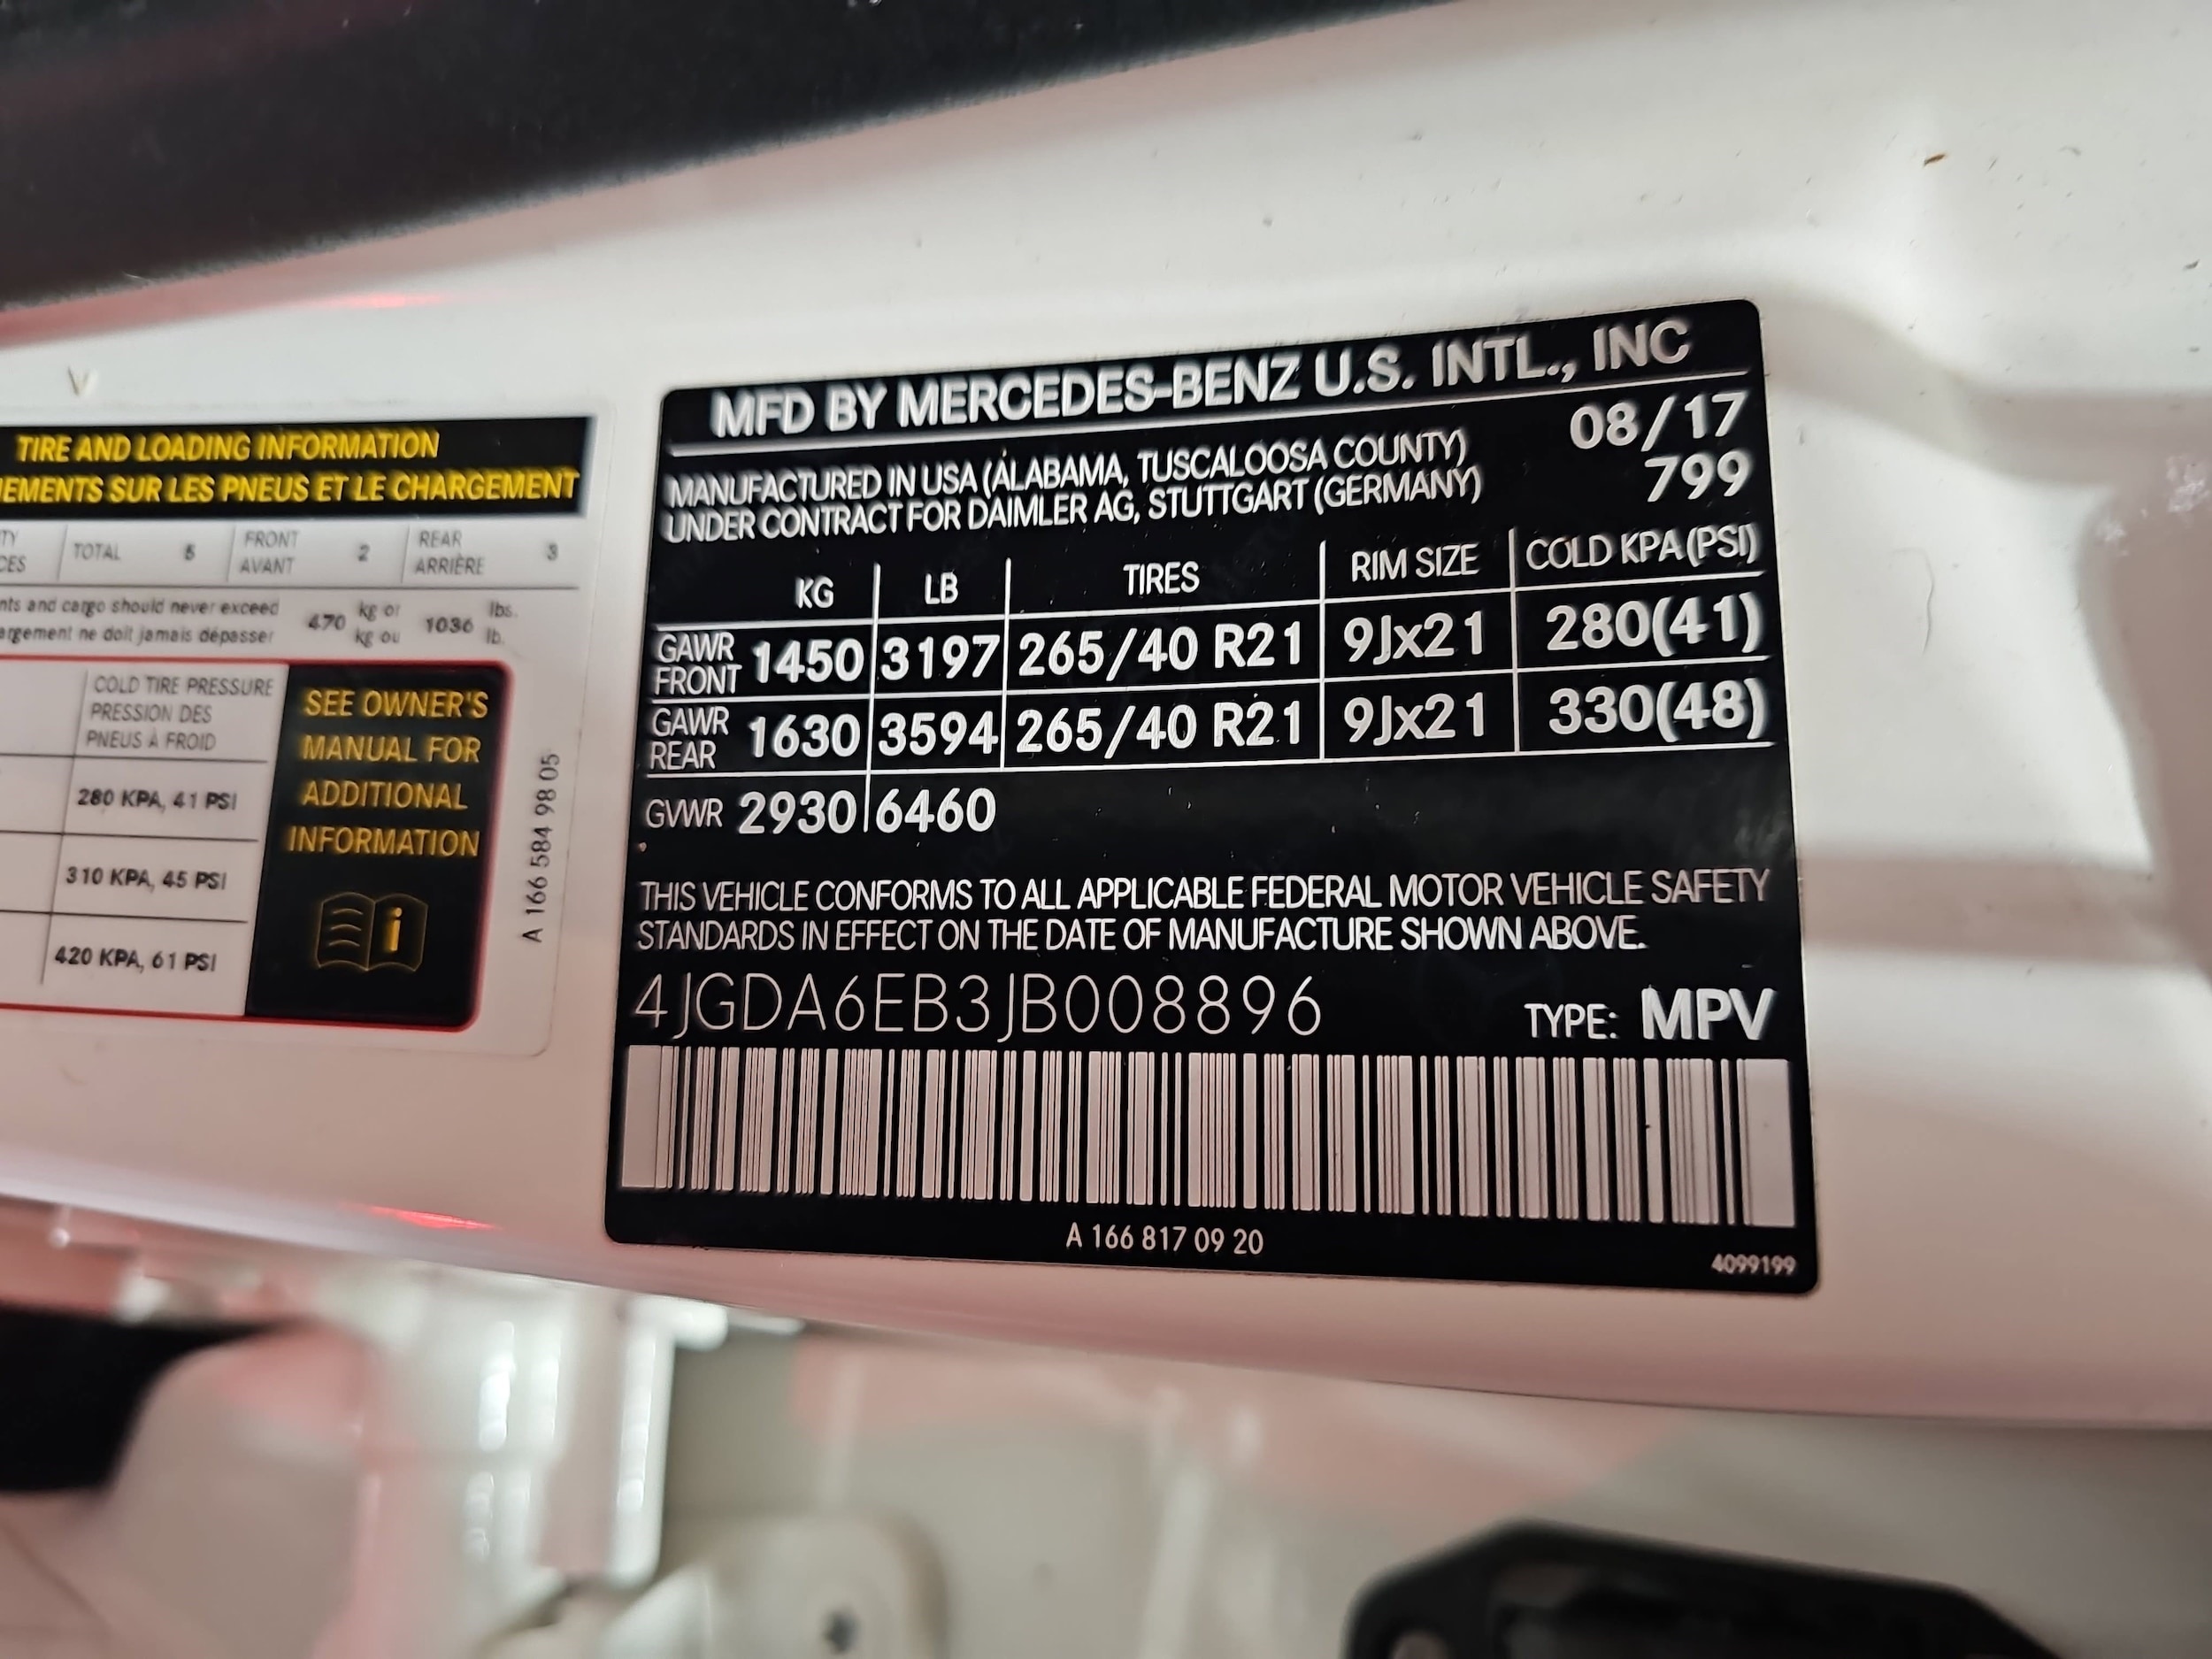 TIRE AND LOADING INFORMATION
EMENTS SUR LES PNEUS ET LE CHARGEMENT
TOTAL 5 FRONT AVANT 2 REAR ARRIÈRE 3
and cargo should never exceed 470 kg or 1036 lbs.
ne doit jamais dépasser kg ou lb.
COLD TIRE PRESSURE
PRESSION DES
PNEUS À FROID
280 KPA, 41 PSI
310 KPA, 45 PSI
420 KPA, 61 PSI
SEE OWNER'S
MANUAL FOR
ADDITIONAL
INFORMATION
i
A 166 584 98 05
MFD BY MERCEDES-BENZ U.S. INTL., INC
08/17
MANUFACTURED IN USA (ALABAMA, TUSCALOOSA COUNTY)
799
UNDER CONTRACT FOR DAIMLER AG, STUTTGART (GERMANY)
KG LB TIRES RIM SIZE COLD KPA (PSI)
GAWR FRONT 1450 3197 265/40 R21 9Jx21 280(41)
GAWR REAR 1630 3594 265/40 R21 9Jx21 330(48)
GVWR 2930 6460
THIS VEHICLE CONFORMS TO ALL APPLICABLE FEDERAL MOTOR VEHICLE SAFETY
STANDARDS IN EFFECT ON THE DATE OF MANUFACTURE SHOWN ABOVE.
4JGDA6EB3JB008896 TYPE: MPV
A 166 817 09 20
4099199